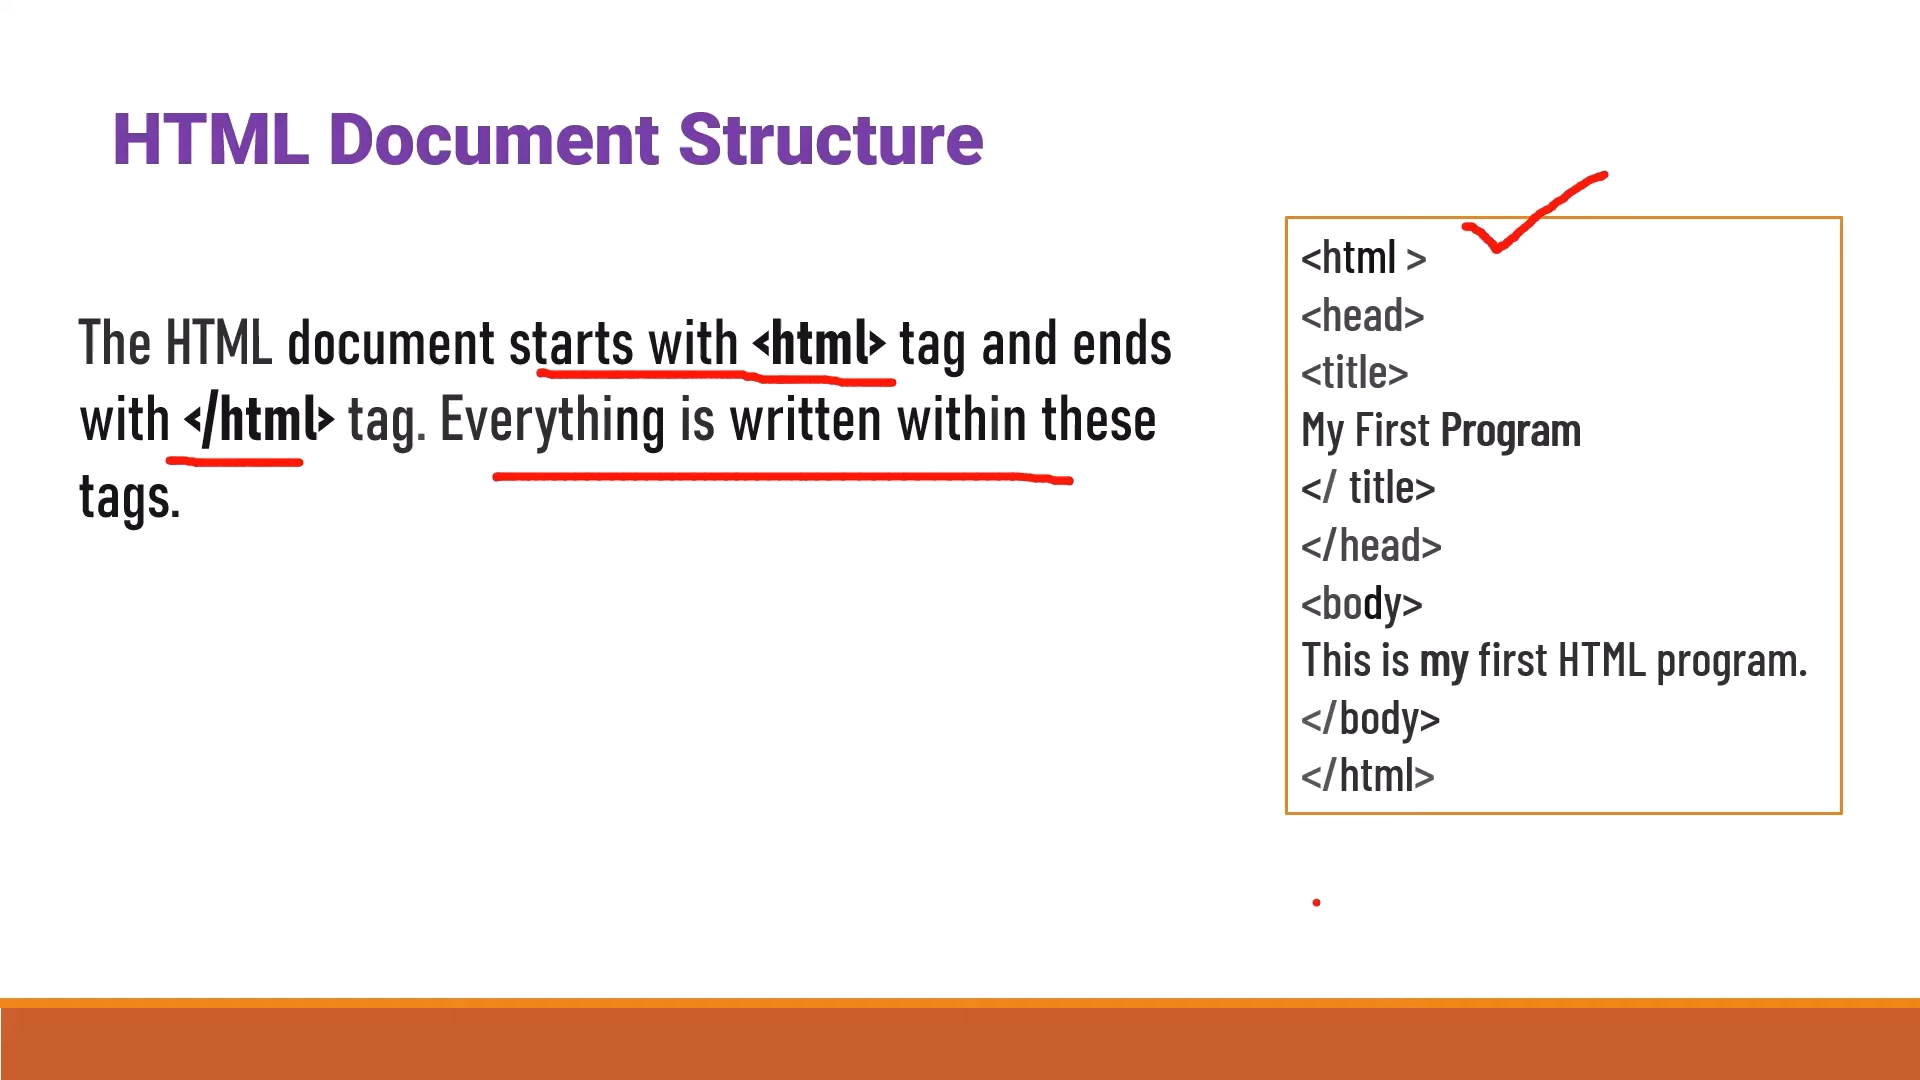 HTML Document Structure
The HTML document starts with <html> tag and ends
with </html> tag. Everything is written within these
tags.
<html >
<head>
<title>
My First Program
</ title>
</head>
<body>
This is my first HTML program.
</body>
</html>